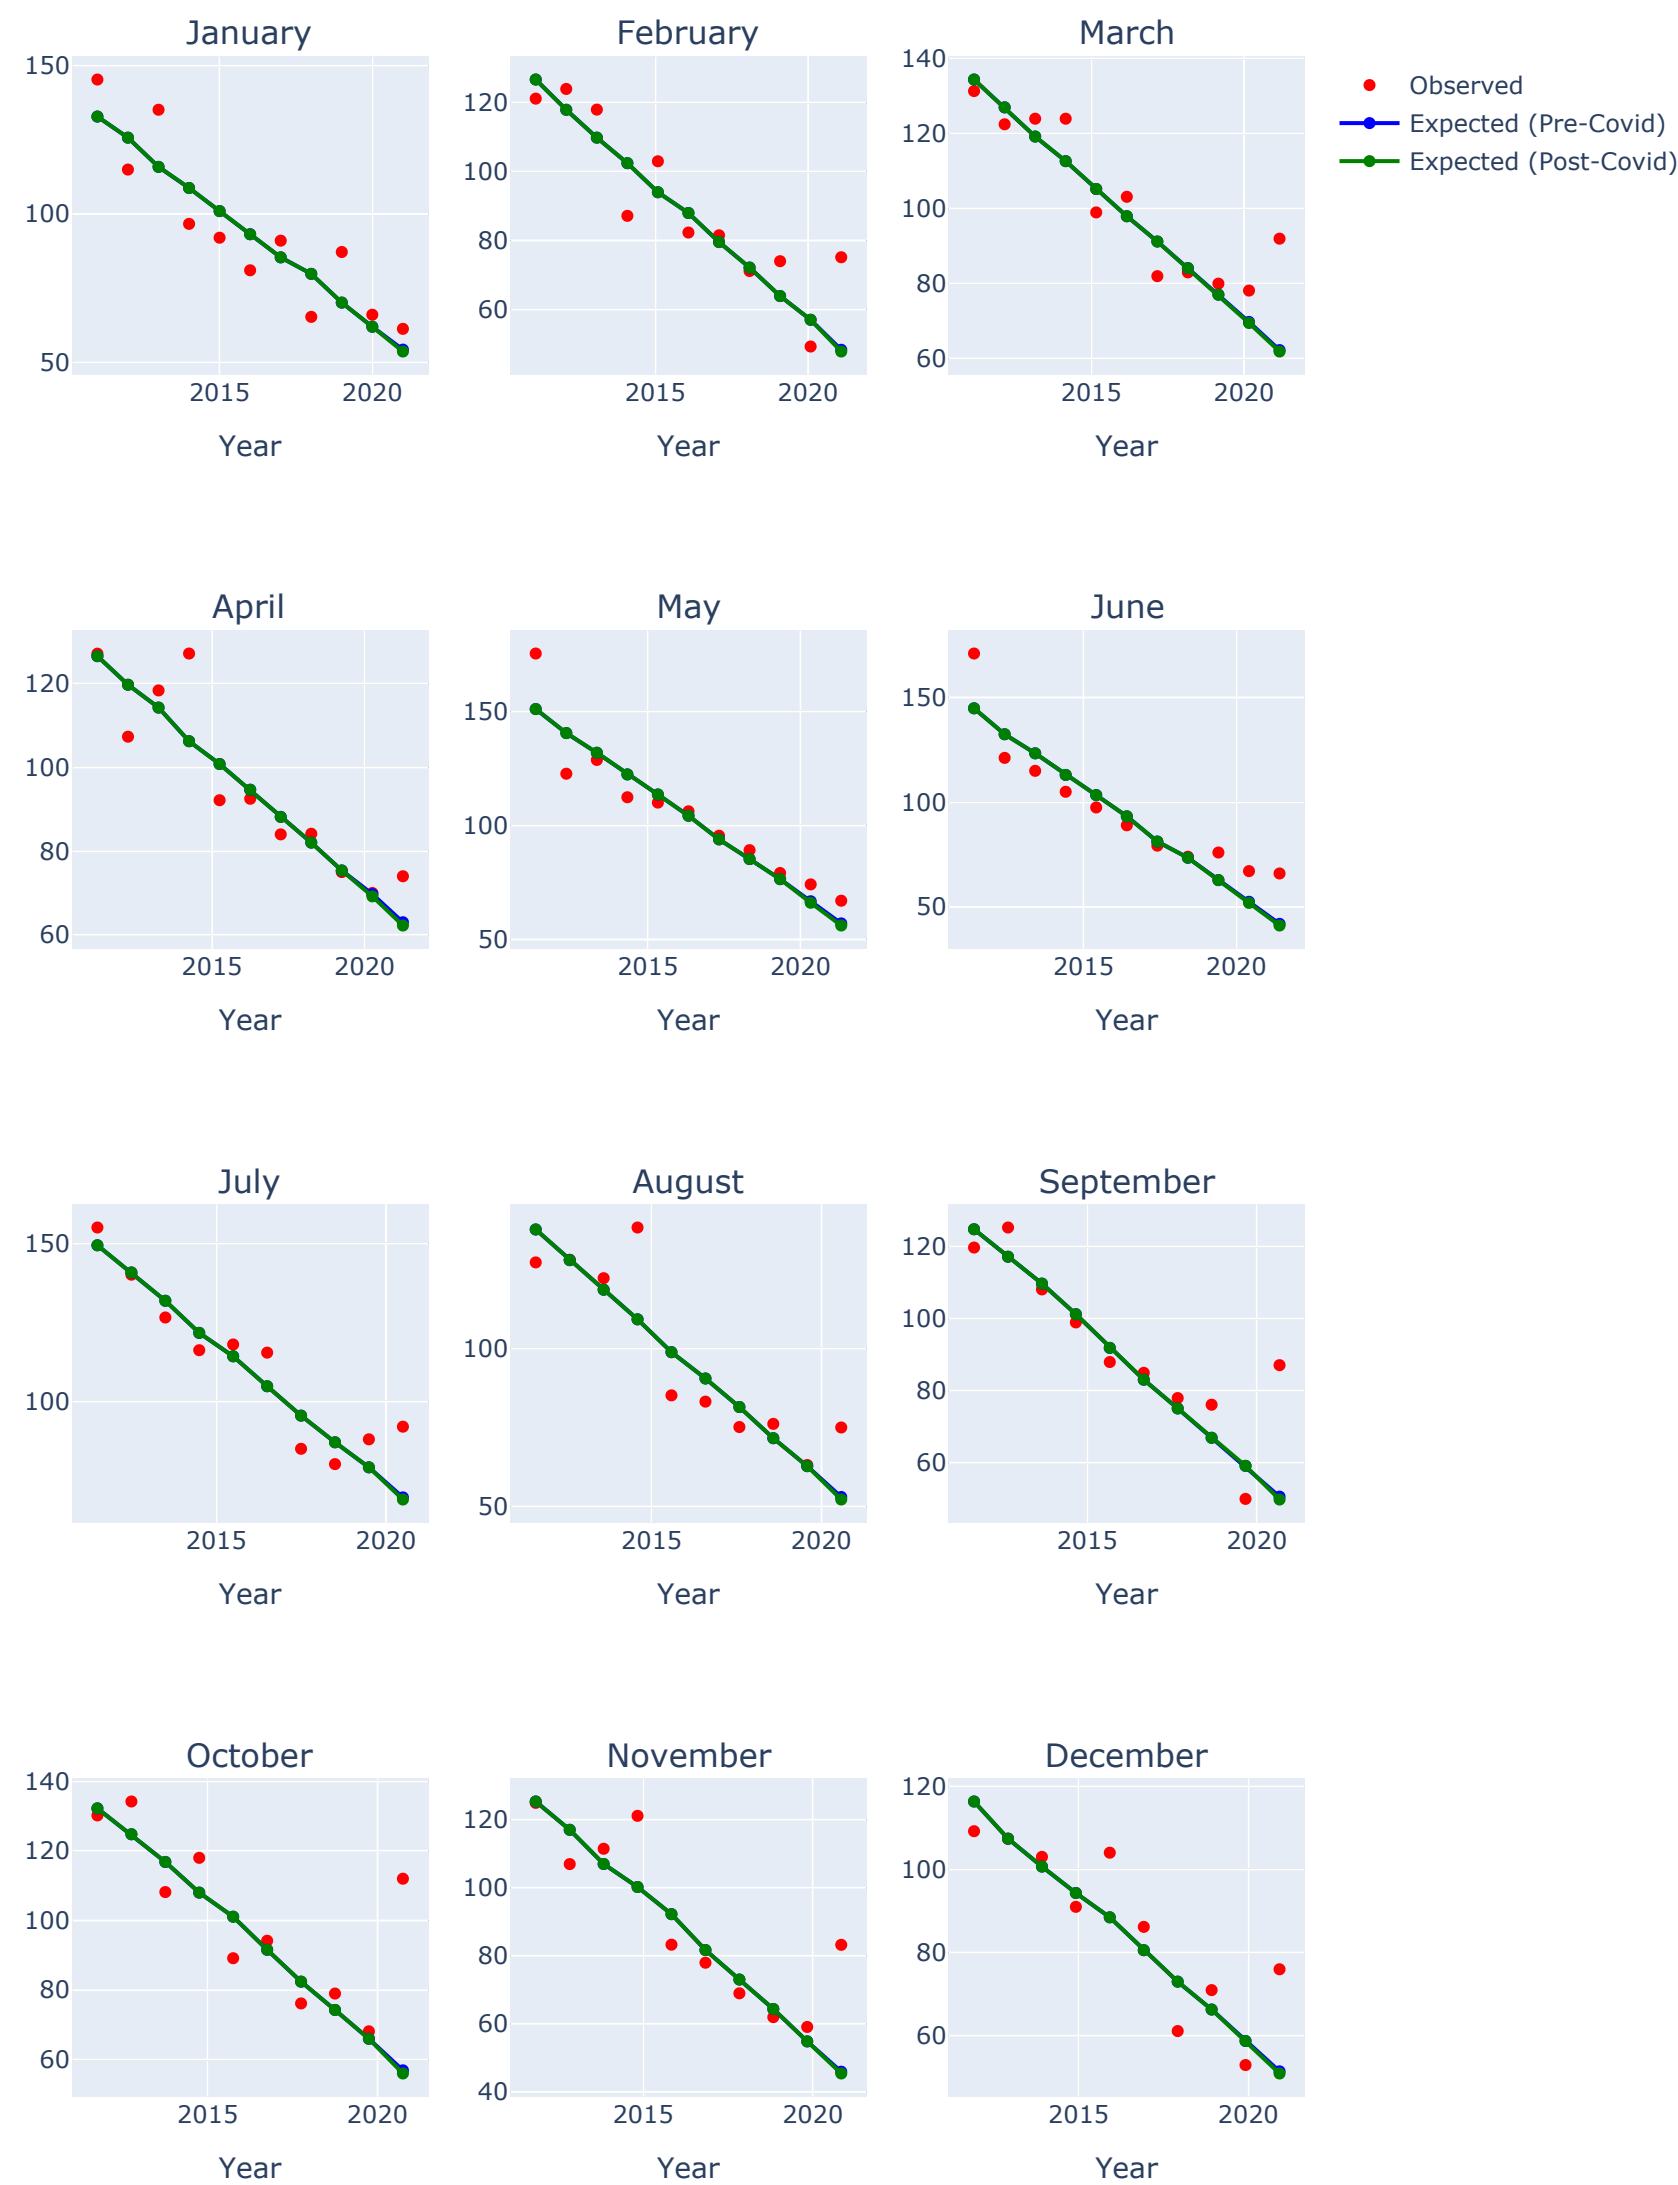 January
February
March
150
100
50
2015
2020
Year
120
100
80
60
2015
2020
Year
140
120
100
80
60
2015
2020
Year
Observed
Expected (Pre-Covid)
Expected (Post-Covid)
April
May
June
120
100
80
60
2015
2020
Year
150
100
50
2015
2020
Year
150
100
50
2015
2020
Year
July
August
September
150
100
2015
2020
Year
100
50
2015
2020
Year
120
100
80
60
2015
2020
Year
October
November
December
140
120
100
80
60
2015
2020
Year
120
100
80
60
40
2015
2020
Year
120
100
80
60
2015
2020
Year